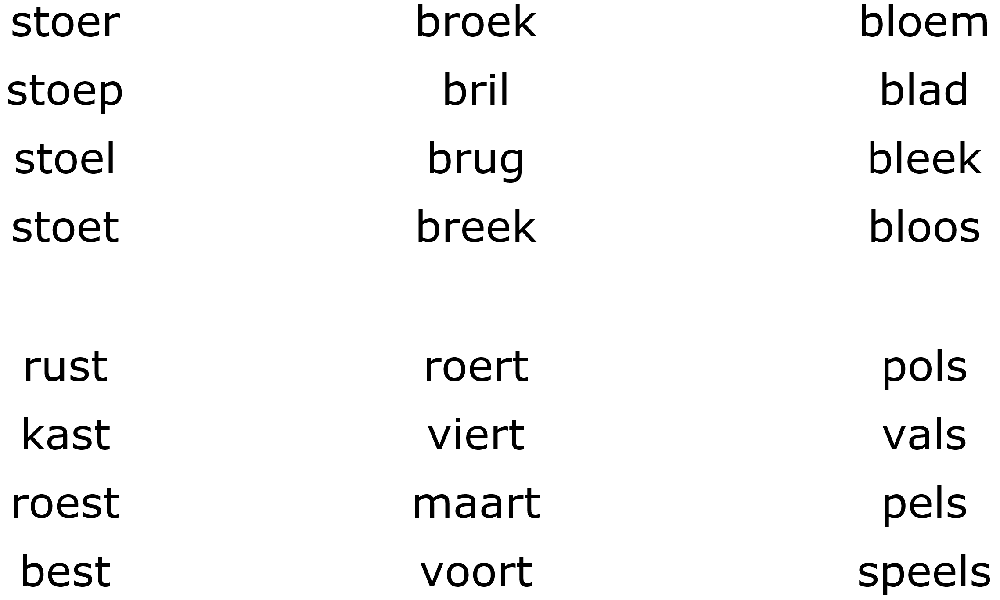 stoer broek bloem
stoep bril blad
stoel brug bleek
stoet breek bloos
rust roert pols
kast viert vals
roest maart pels
best voort speels